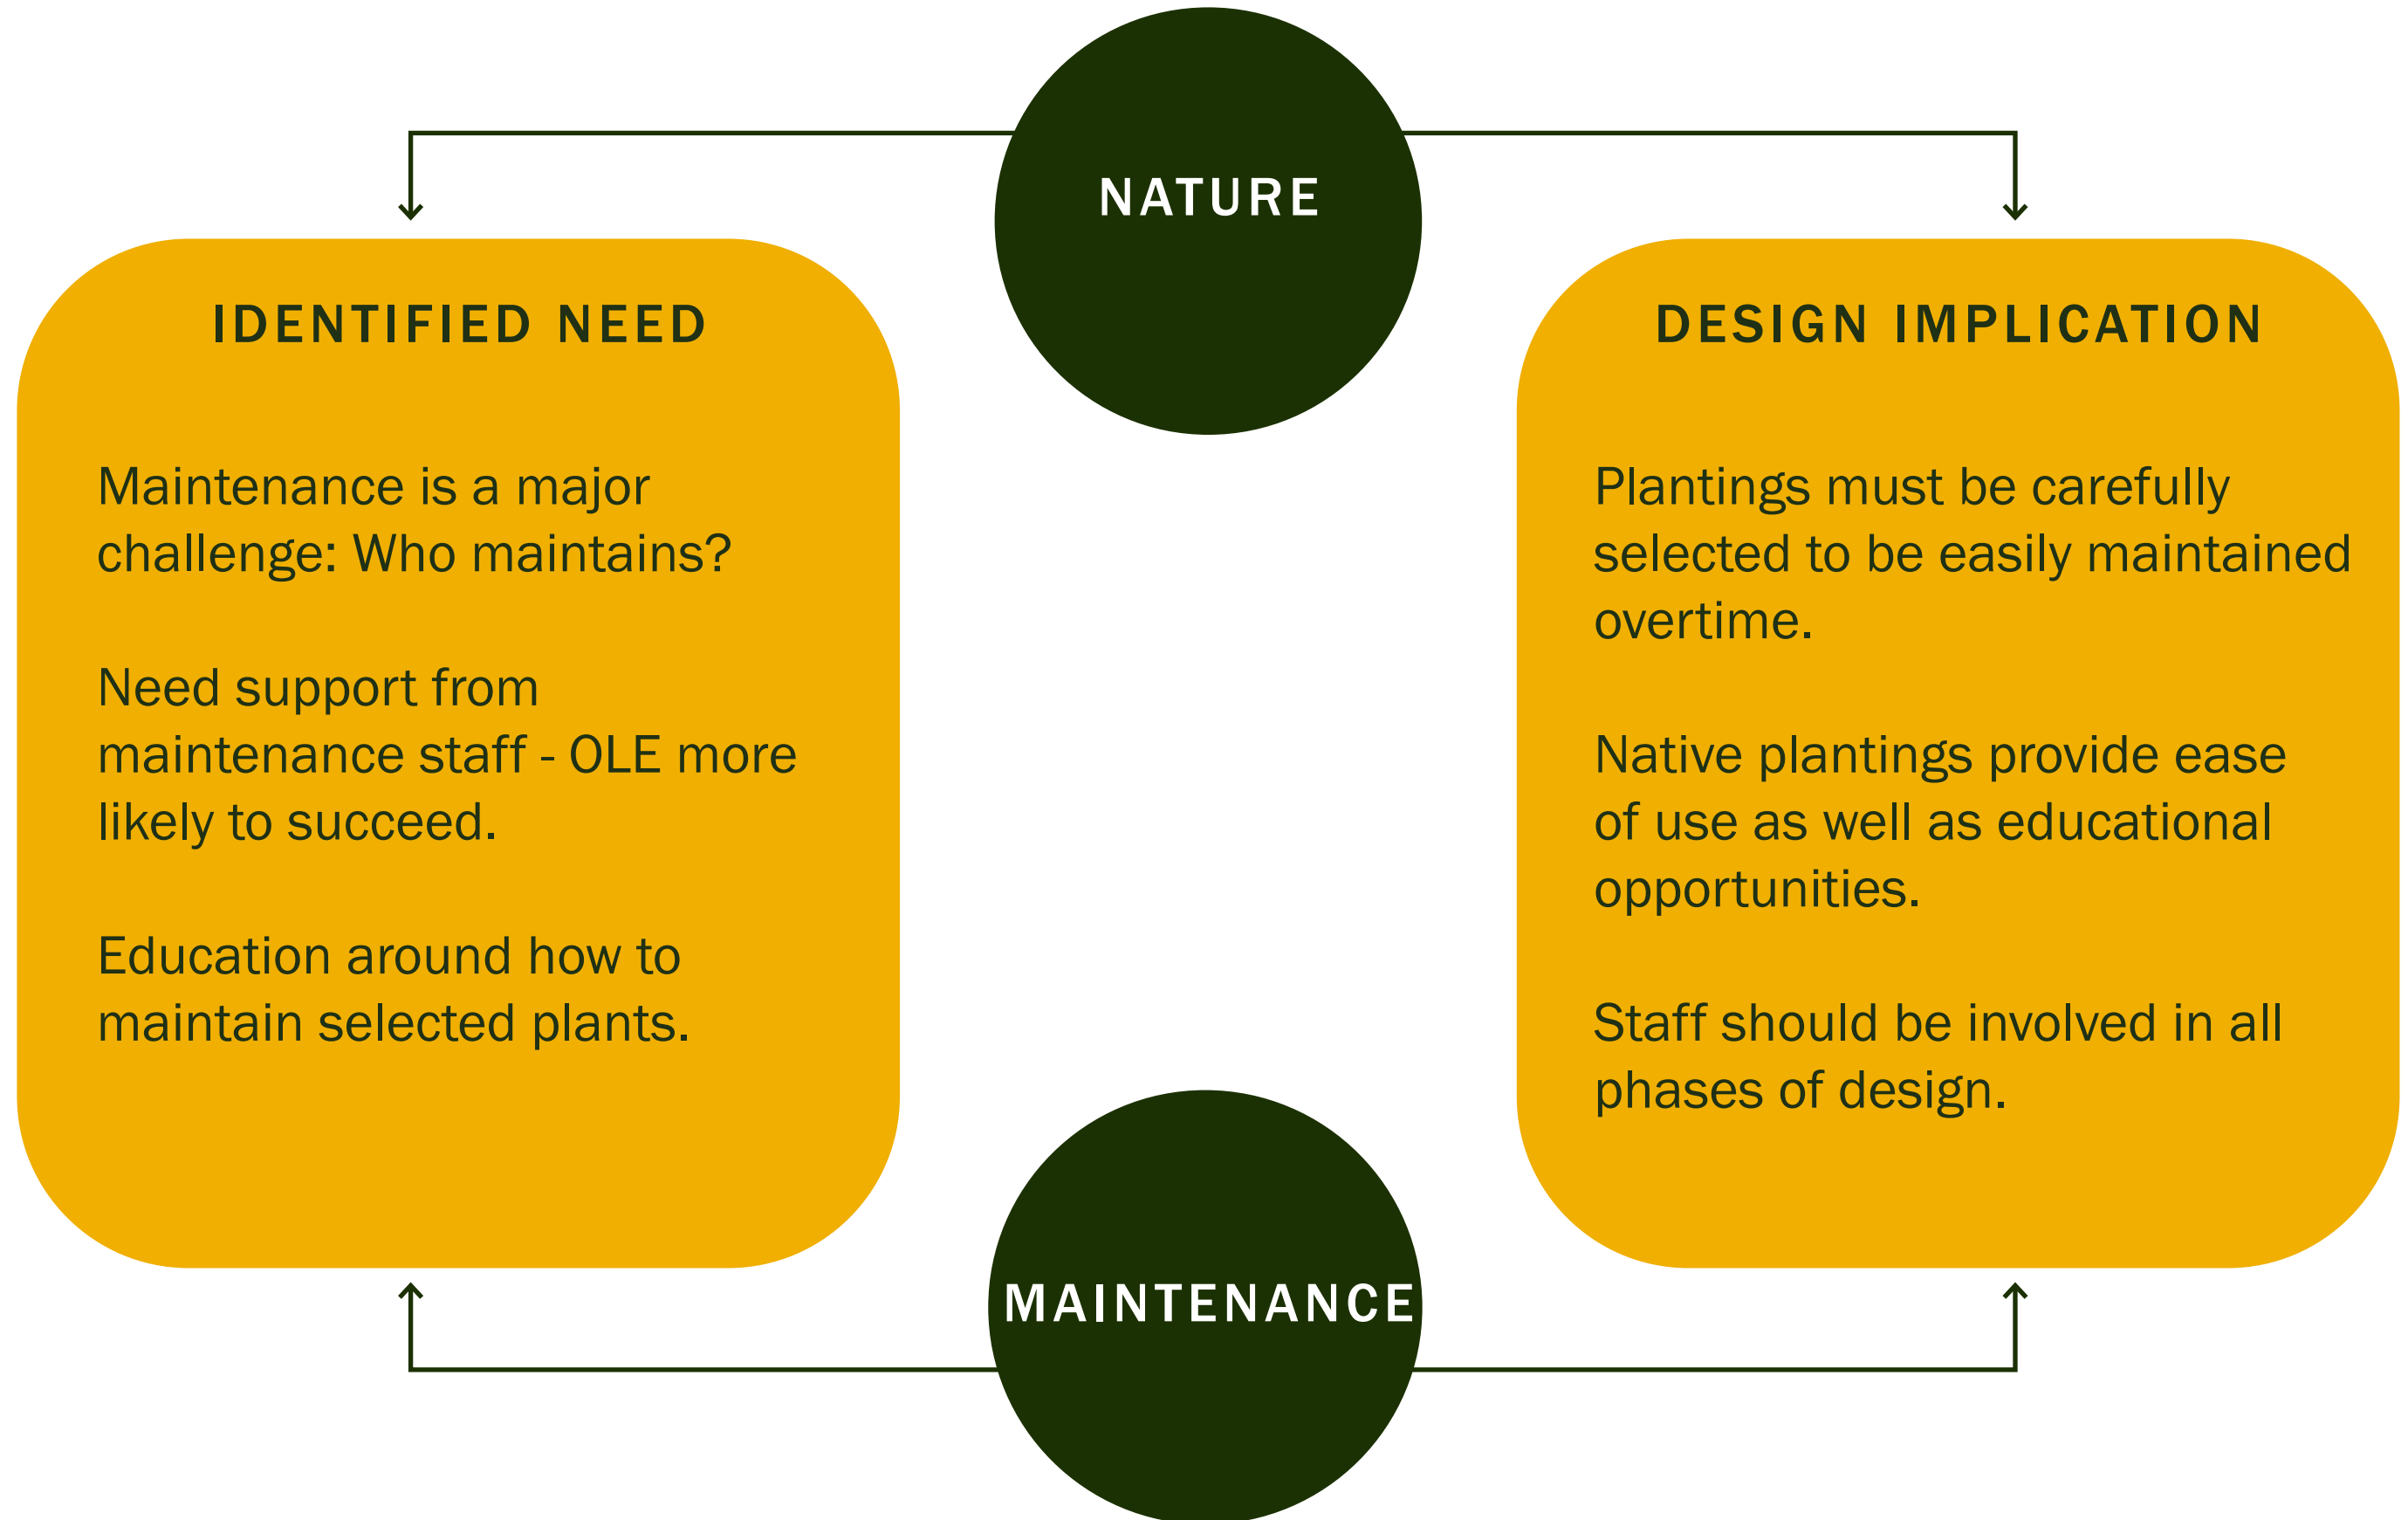 NATURE
IDENTIFIED NEED
Maintenance is a major
challenge: Who maintains?
Need support from
maintenance staff - OLE more
likely to succeed.
Education around how to
maintain selected plants.
DESIGN IMPLICATION
Plantings must be carefully
selected to be easily maintained
overtime.
Native plantings provide ease
of use as well as educational
opportunities.
Staff should be involved in all
phases of design.
MAINTENANCE